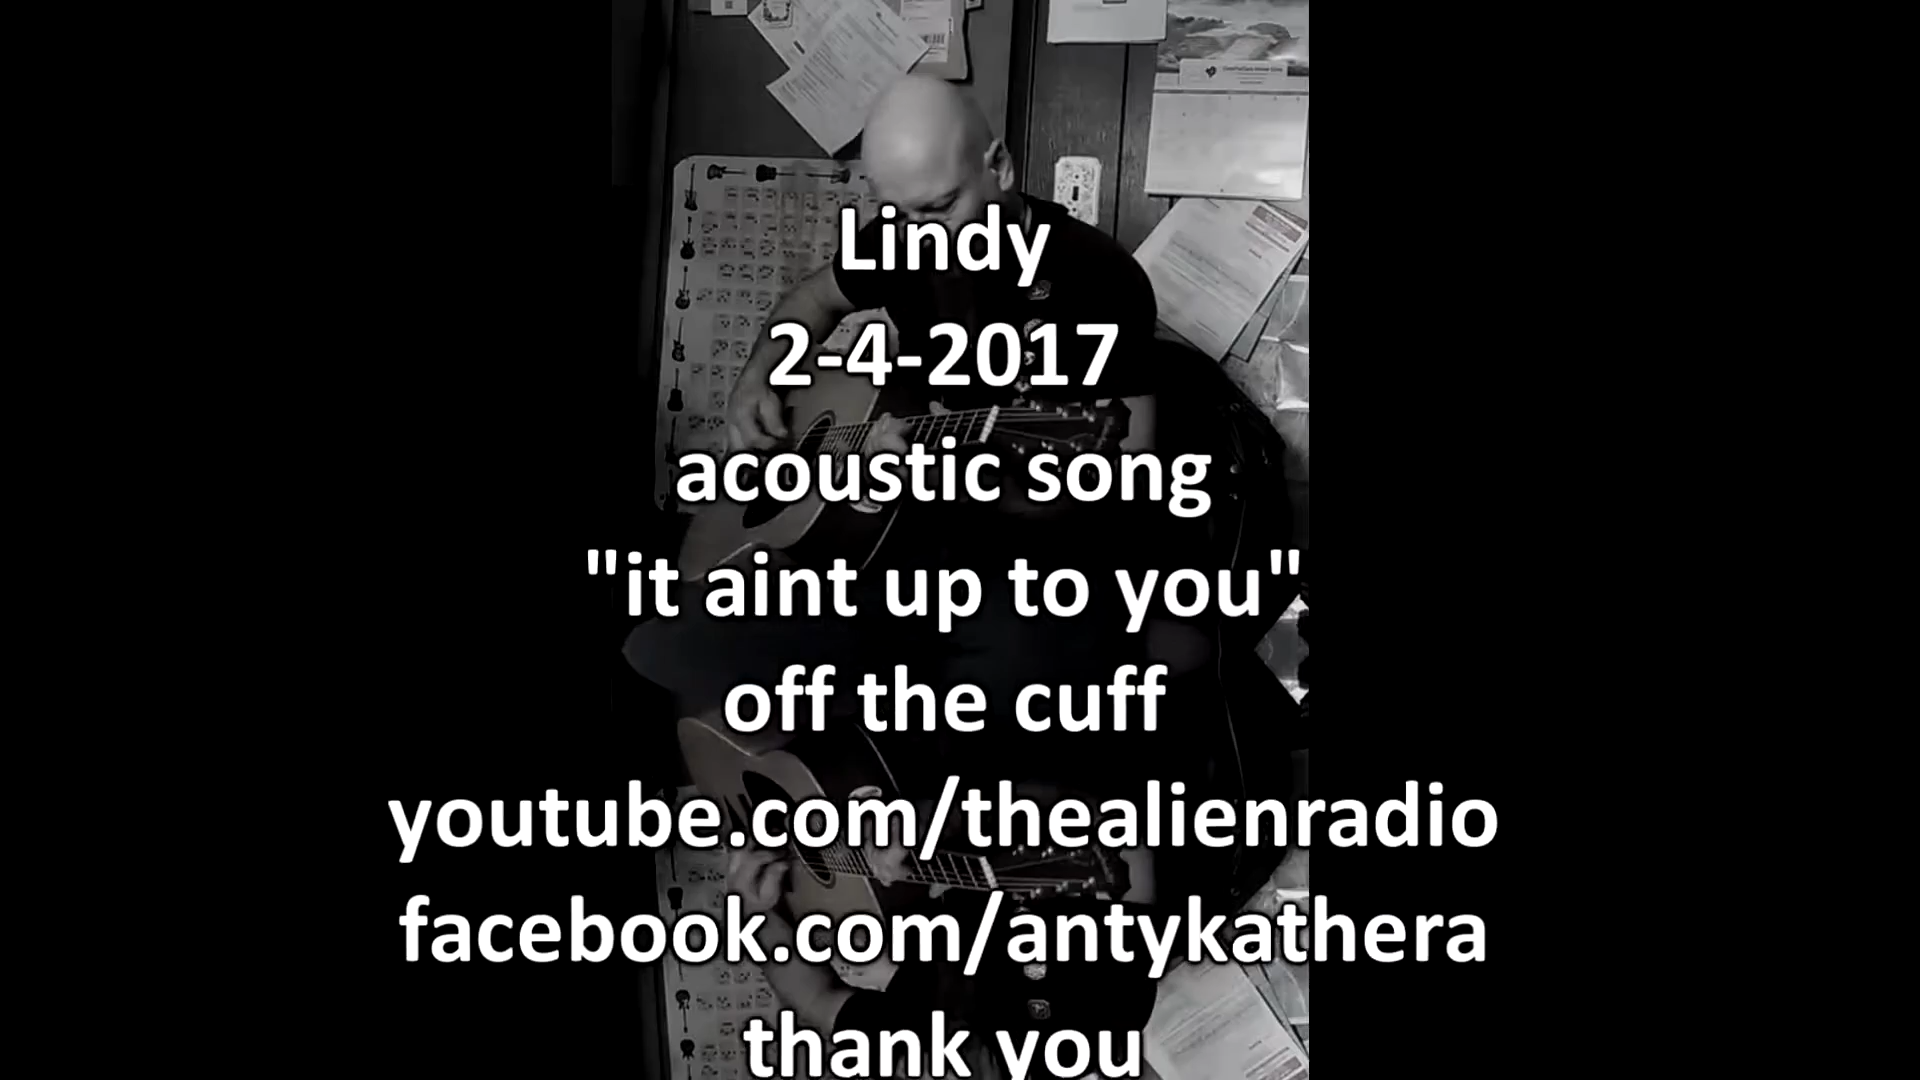 Lindy
2-4-2017
acoustic song
"it aint up to you"
off the cuff
youtube.com/thealienradio
facebook.com/antykathera
thank you